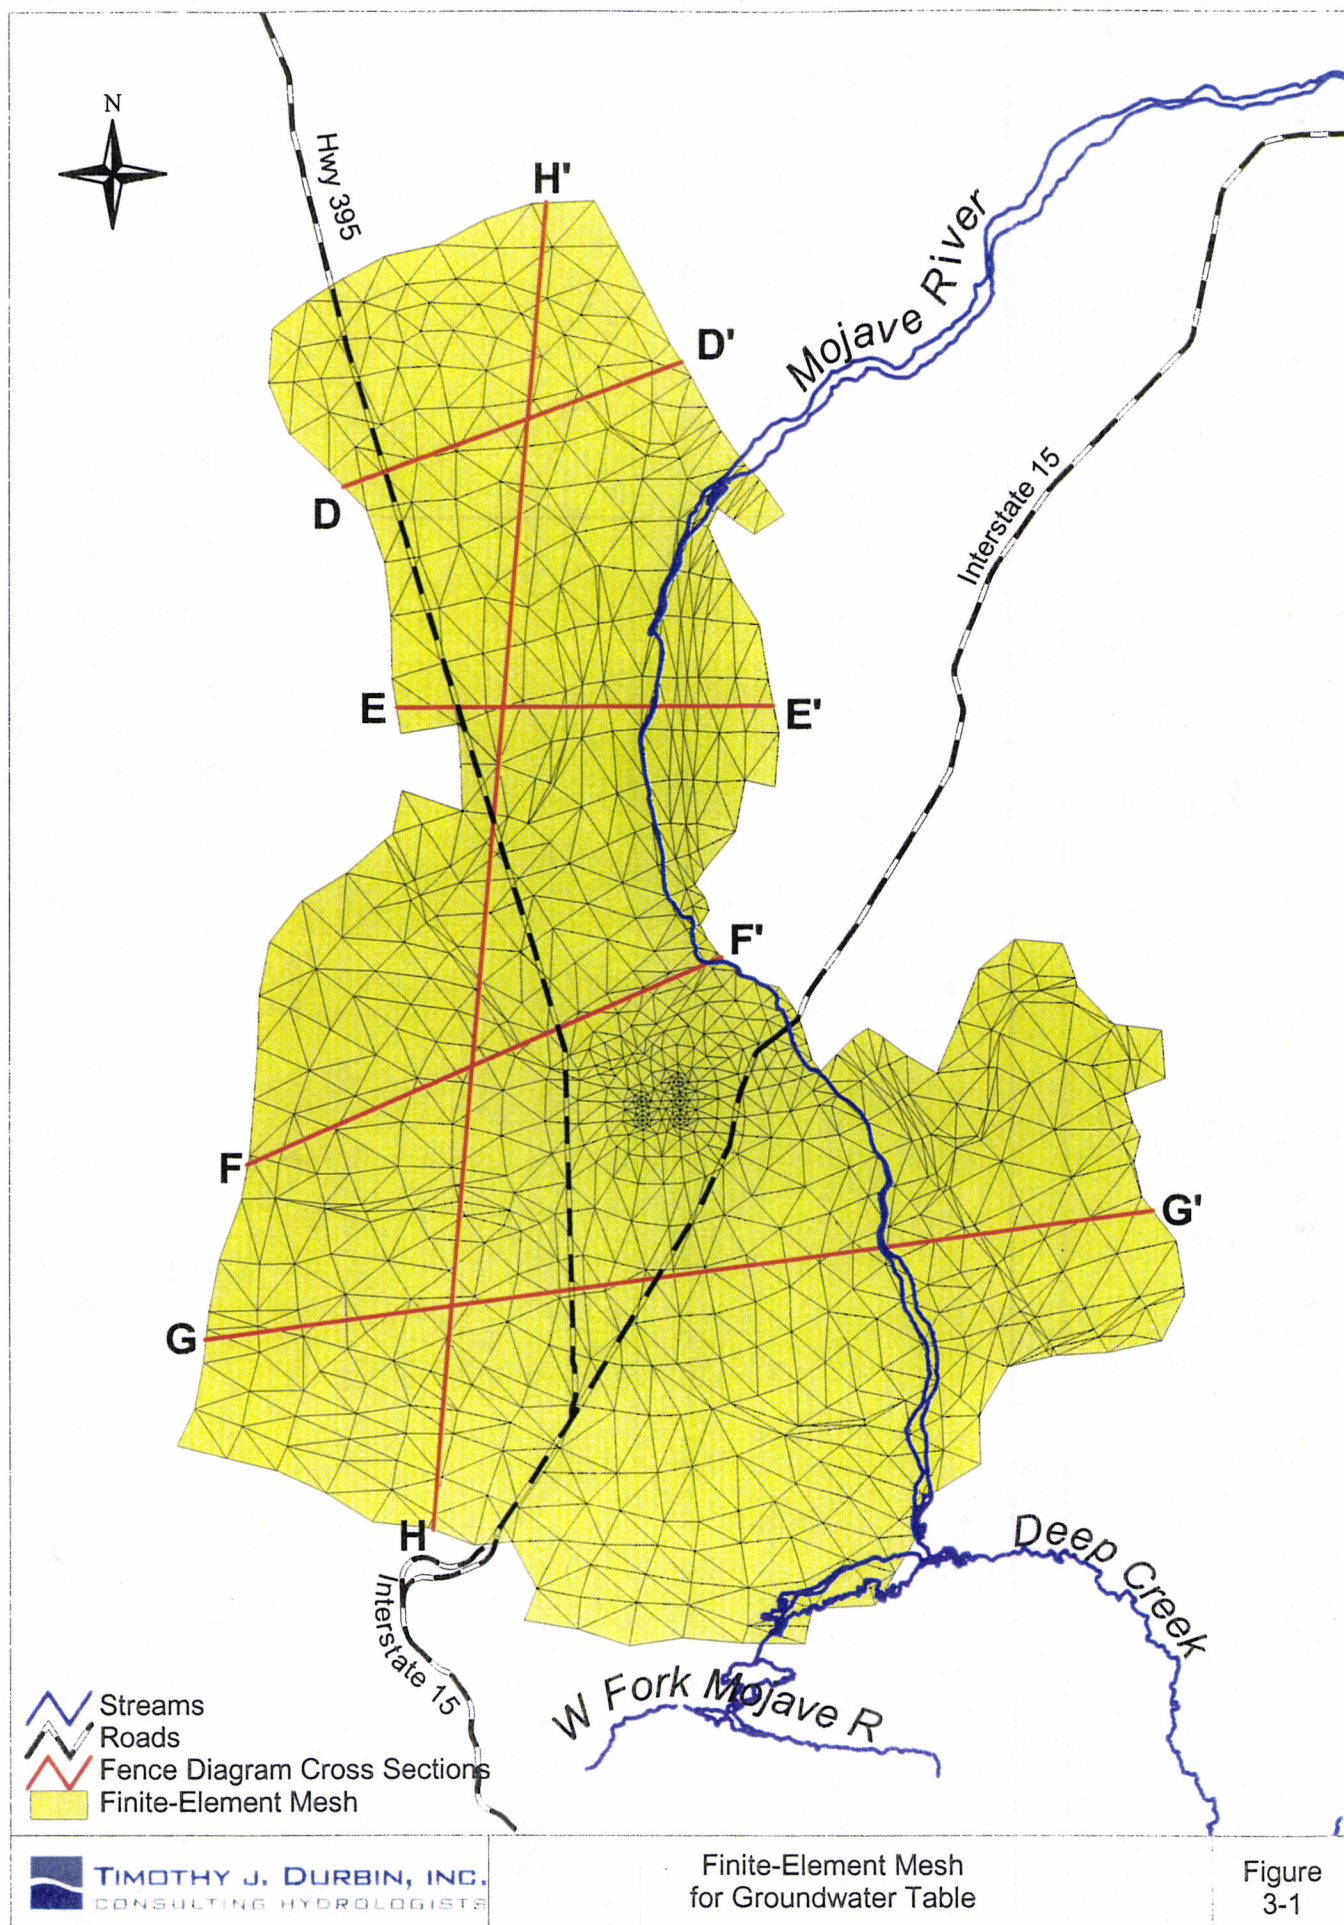 N
Hwy 395
H'
Mojave River
D'
D
Interstate 15
E
E'
F'
F
G'
G
H
Deep Creek
Interstate 15
W Fork Mojave R
Streams
Roads
Fence Diagram Cross Sections
Finite-Element Mesh
TIMOTHY J. DURBIN, INC.
CONSULTING HYDROLOGISTS
Finite-Element Mesh
for Groundwater Table
Figure
3-1